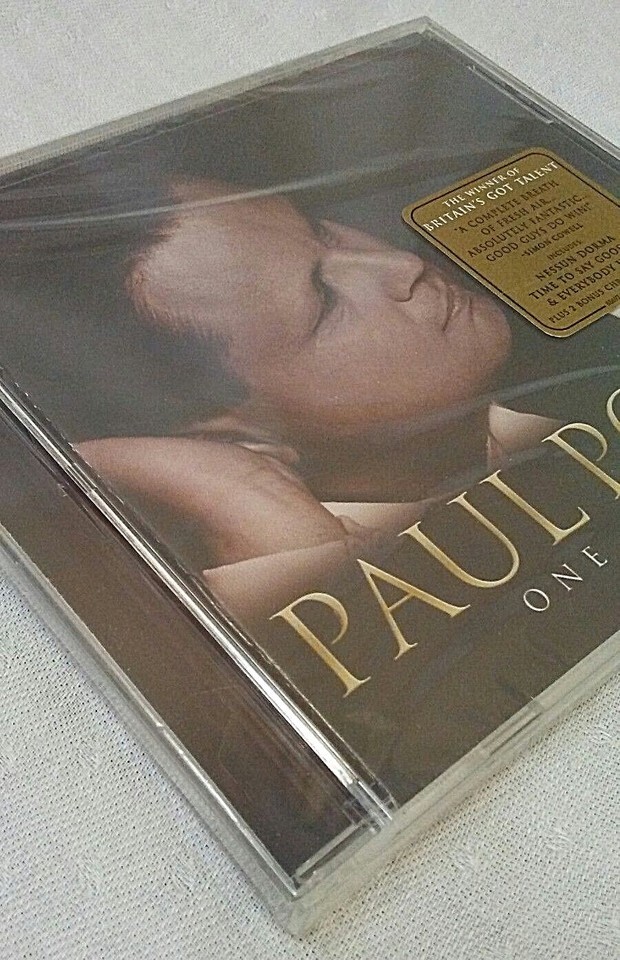 THE WINNER OF
BRITAIN'S GOT TALENT
"A COMPLETE BREATH
OF FRESH AIR...
ABSOLUTELY FANTASTIC.
GOOD GUYS DO WIN!"
-SIMON COWELL
INCLUDES
NESSUN DORMA
TIME TO SAY GOO
& EVERYBODY
PLUS 2 BONUS
PAUL PO
ONE